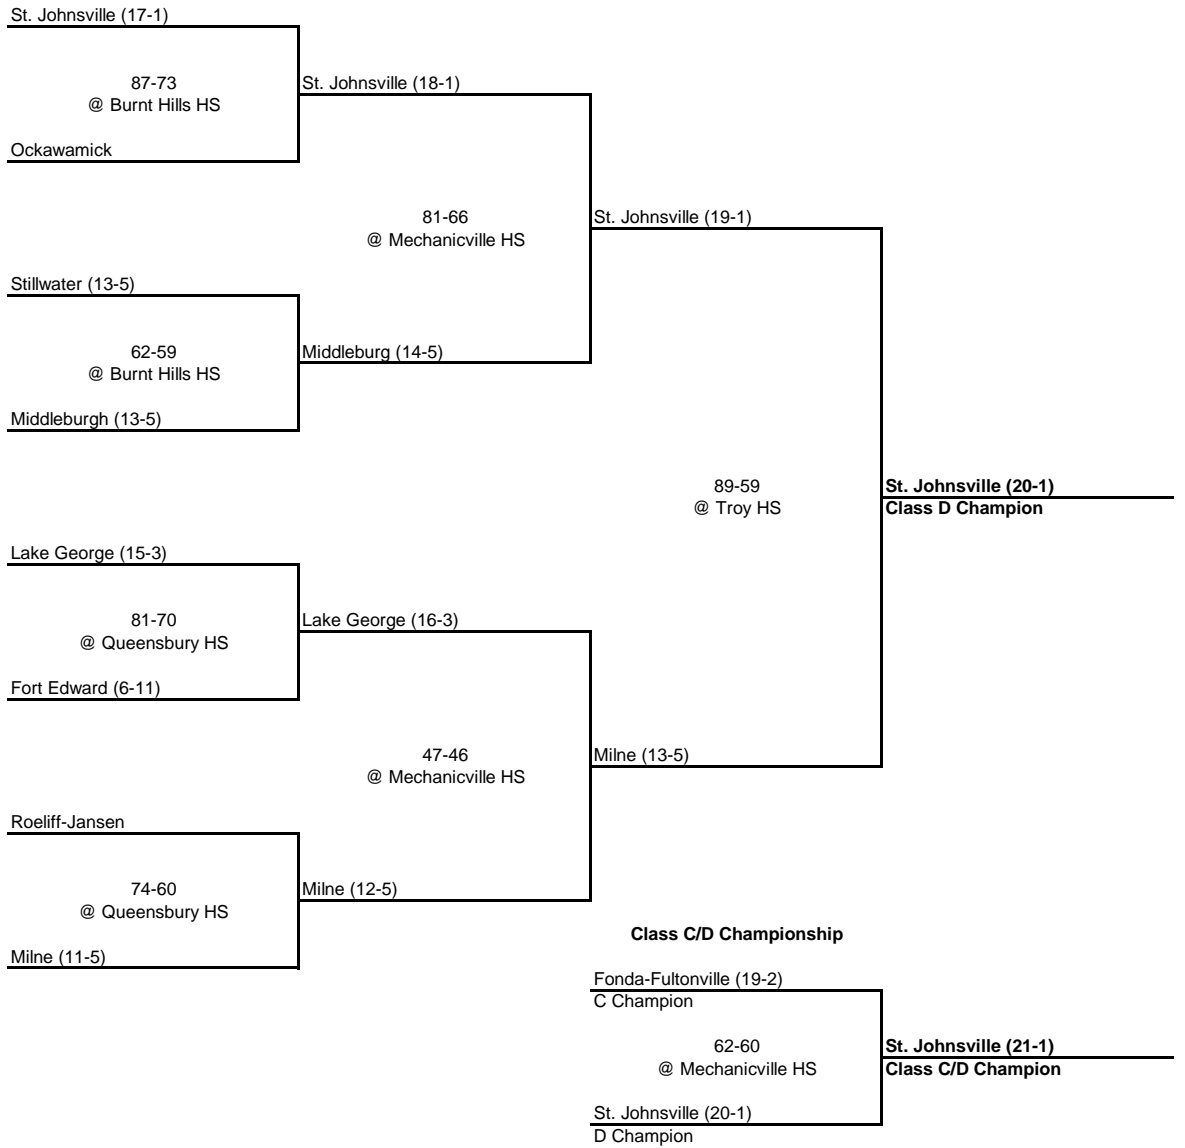 St. Johnsville (17-1)
87-73
@ Burnt Hills HS
St. Johnsville (18-1)
Ockawamick
81-66
@ Mechanicville HS
St. Johnsville (19-1)
Stillwater (13-5)
62-59
@ Burnt Hills HS
Middleburg (14-5)
Middleburgh (13-5)
89-59
@ Troy HS
St. Johnsville (20-1)
Class D Champion
Lake George (15-3)
81-70
@ Queensbury HS
Lake George (16-3)
Fort Edward (6-11)
47-46
@ Mechanicville HS
Milne (13-5)
Roeliff-Jansen
74-60
@ Queensbury HS
Milne (12-5)
Milne (11-5)
Class C/D Championship
Fonda-Fultonville (19-2)
C Champion
62-60
@ Mechanicville HS
St. Johnsville (21-1)
Class C/D Champion
St. Johnsville (20-1)
D Champion